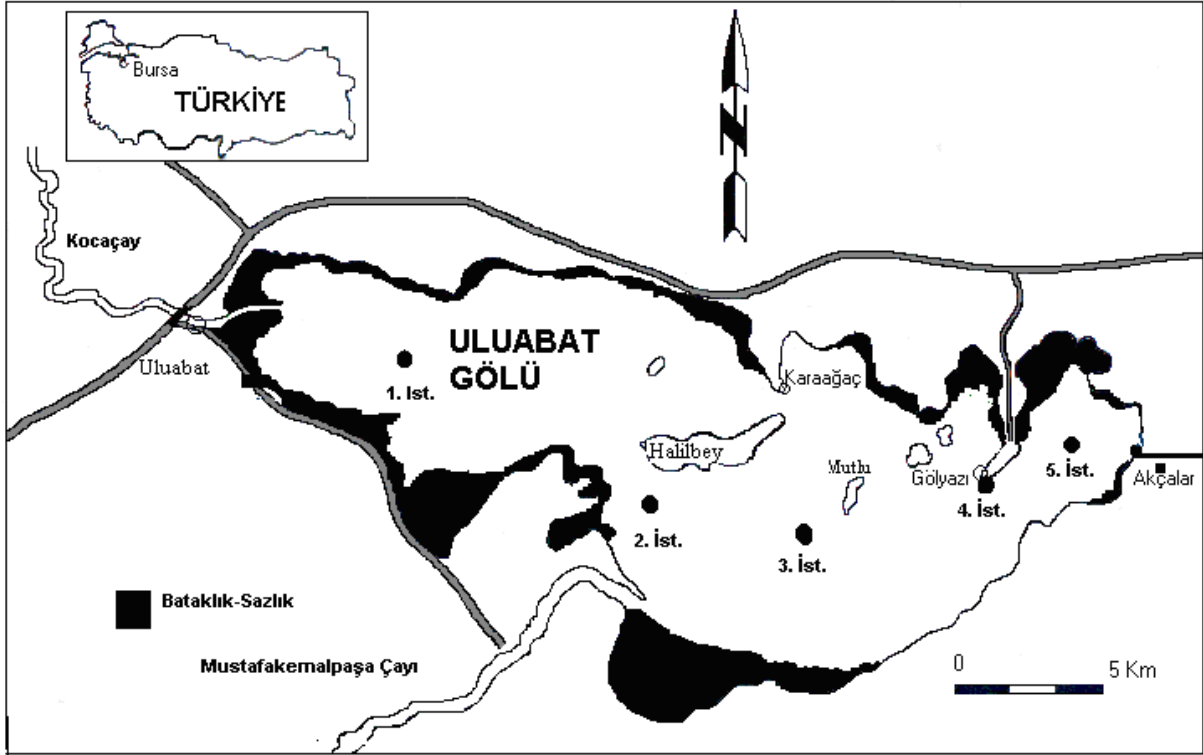 Bursa
TÜRKİYE
N
Kocaçay
Uluabat
ULUABAT
GÖLÜ
1. Ist.
Karaağaç
Halilbey
Mutlu
Gölyazı
5. İst.
Akçalar
4. İst.
2. İst.
3. İst.
Bataklık-Sazlık
Mustafakemalpaşa Çayı
0 5 Km